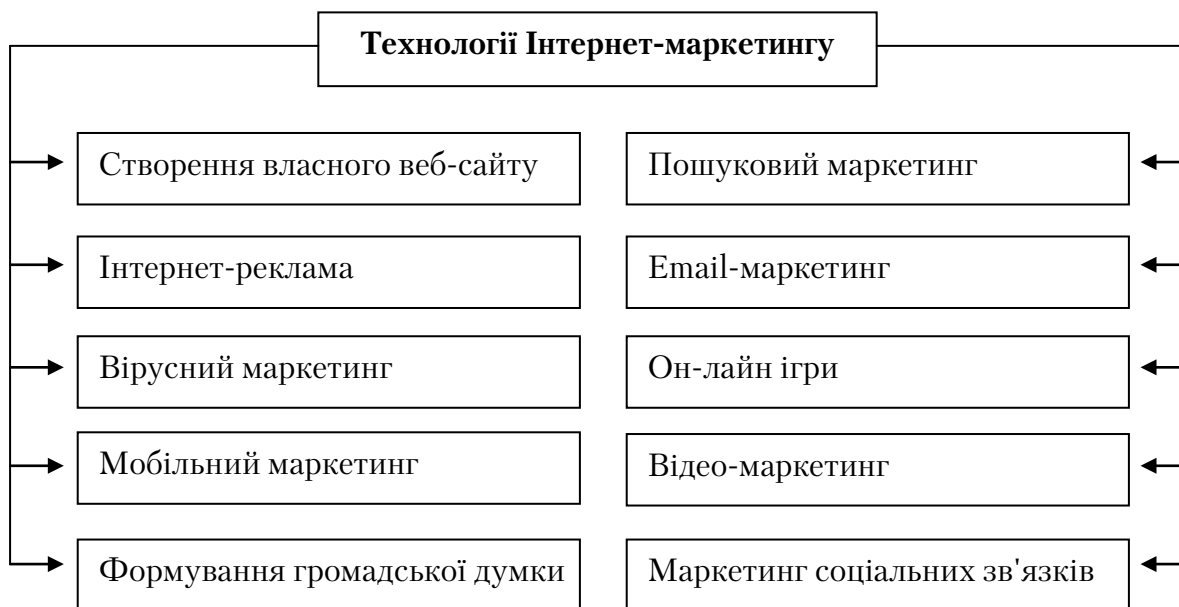 Технології Інтернет-маркетингу
Створення власного веб-сайту
Пошуковий маркетинг
Інтернет-реклама
Email-маркетинг
Вірусний маркетинг
Он-лайн ігри
Мобільний маркетинг
Відео-маркетинг
Формування громадської думки
Маркетинг соціальних зв'язків